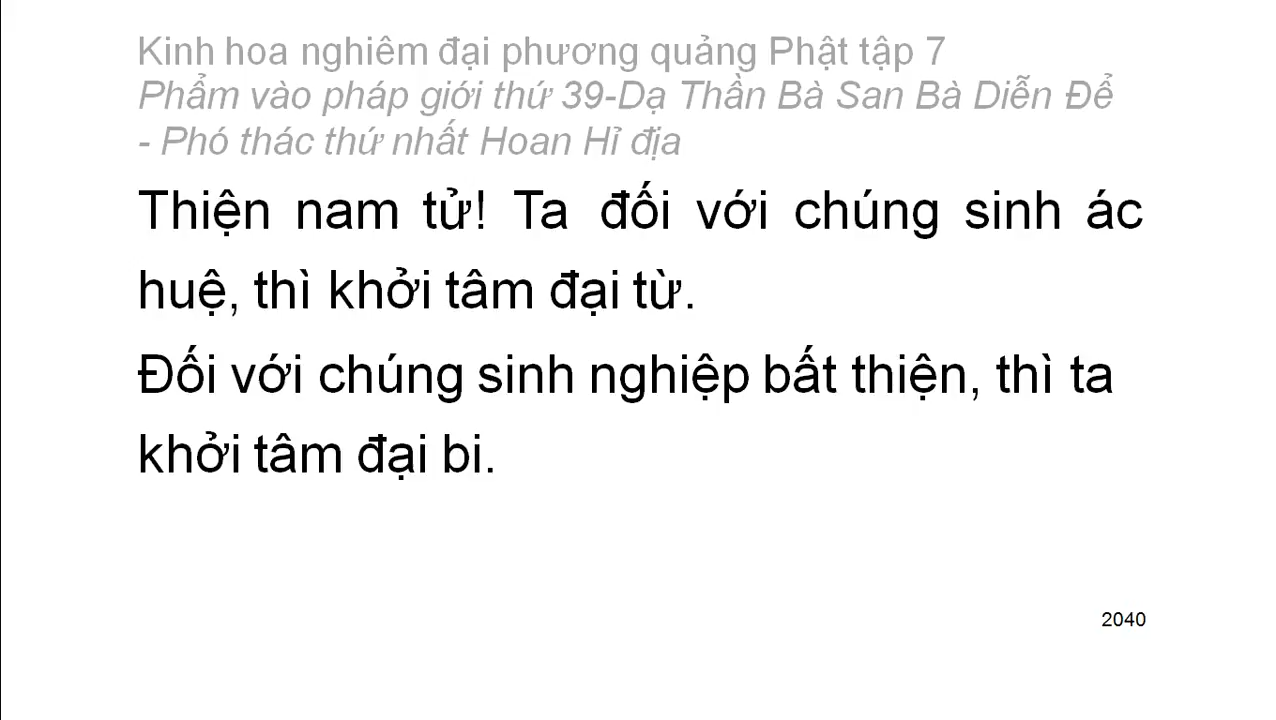 Kinh hoa nghiêm đại phương quảng Phật tập 7
Phẩm vào pháp giới thứ 39-Dạ Thần Bà San Bà Diễn Để
- Phó thác thứ nhất Hoan Hỉ địa
Thiện nam tử! Ta đối với chúng sinh ác
huệ, thì khởi tâm đại từ.
Đối với chúng sinh nghiệp bất thiện, thì ta
khởi tâm đại bi.
2040